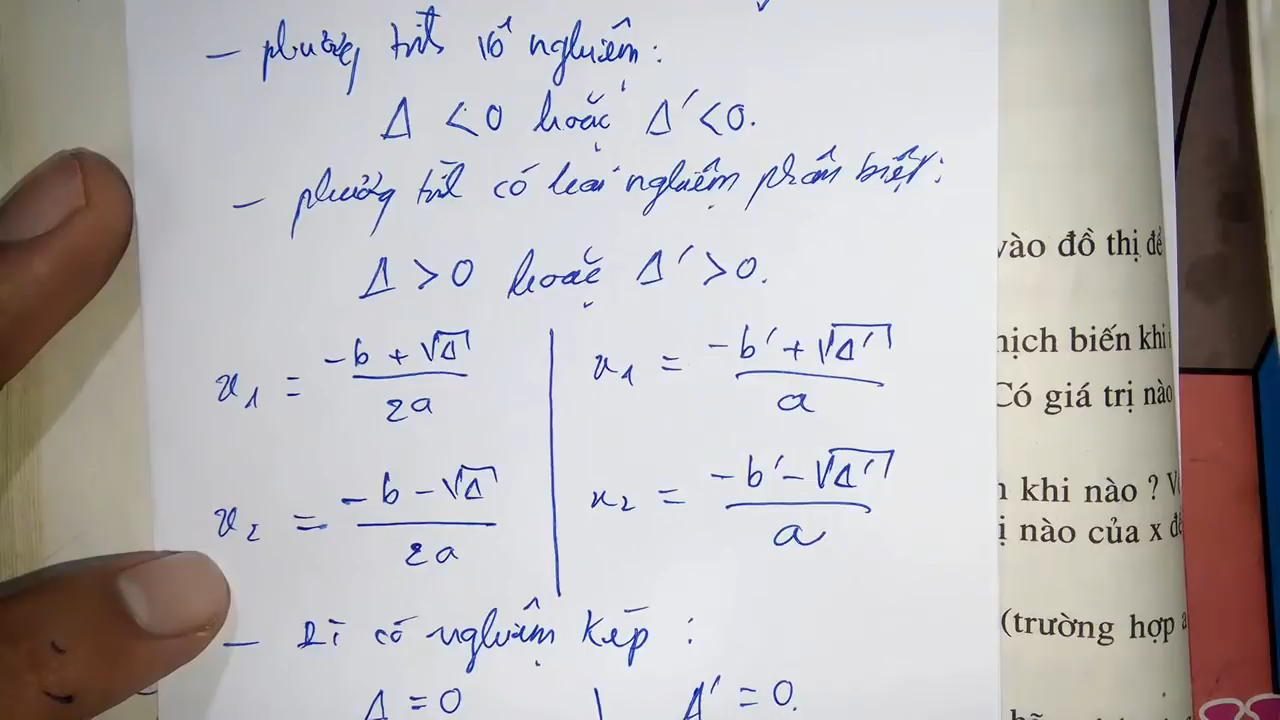 - phương trình vô nghiệm:
Δ < 0 hoặc Δ' < 0.
- phương trình có hai nghiệm phân biệt:
Δ > 0 hoặc Δ' > 0.
x₁ = (-b + √Δ) / 2a | x₁ = (-b' + √Δ') / a
x₂ = (-b - √Δ) / 2a | x₂ = (-b' - √Δ') / a
- có nghiệm kép :
Δ = 0 | Δ' = 0.
vào đồ thị để
nghịch biến khi
Có giá trị nào
khi nào ?
nào của x
(trường hợp a